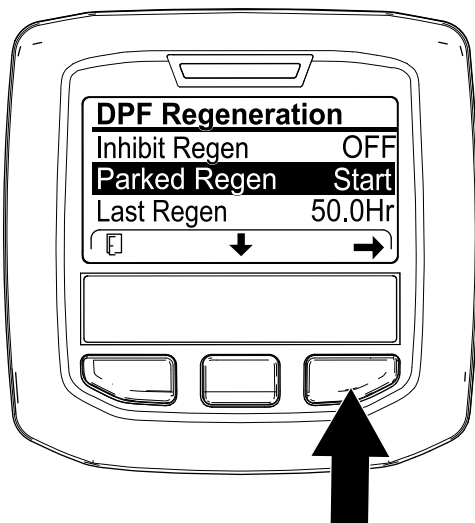 DPF Regeneration
Inhibit Regen OFF
Parked Regen Start
Last Regen 50.0Hr